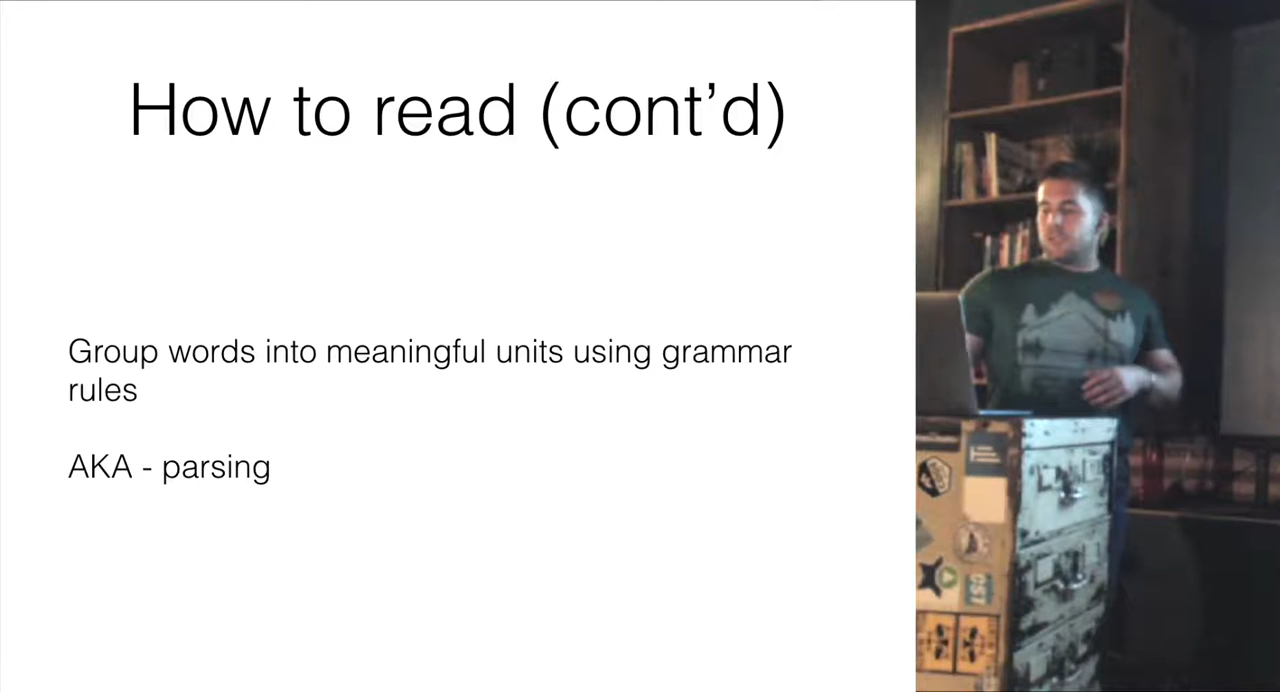 How to read (cont’d)
Group words into meaningful units using grammar
rules
AKA - parsing